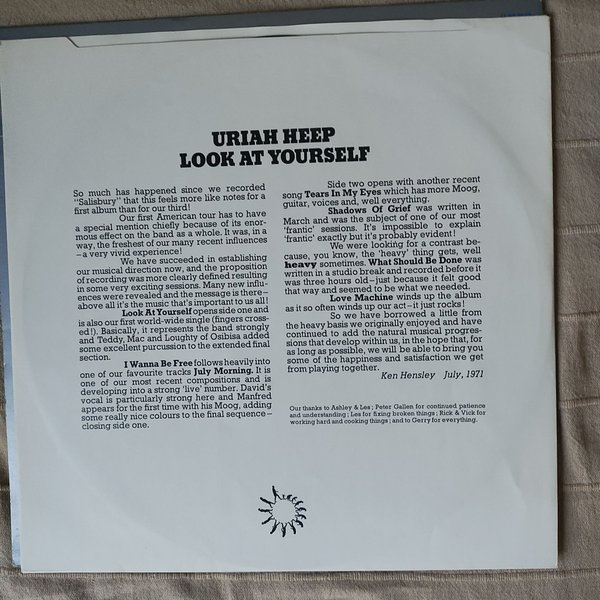 URIAH HEEP
LOOK AT YOURSELF
So much has happened since we recorded
"Salisbury" that this feels more like notes for a
first album than for our third!
Our first American tour has to have
a special mention chiefly because of its enor-
mous effect on the band as a whole. It was, in a
way, the freshest of our many recent influences
–a very vivid experience!
We have succeeded in establishing
our musical direction now, and the proposition
of recording was more clearly defined resulting
in some very exciting sessions. Many new influ-
ences were revealed and the message is there–
above all it's the music that's important to us all!
Look At Yourself opens side one and
is also our first world-wide single (fingers cross-
ed!). Basically, it represents the band strongly
and Teddy, Mac and Loughty of Osibisa added
some excellent purcussion to the extended final
section.
I Wanna Be Free follows heavily into
one of our favourite tracks July Morning. It is
one of our most recent compositions and is
developing into a strong 'live' number. David's
vocal is particularly strong here and Manfred
appears for the first time with his Moog, adding
some really nice colours to the final sequence–
closing side one.
Side two opens with another recent
song Tears In My Eyes which has more Moog,
guitar, voices and, well everything.
Shadows Of Grief was written in
March and was the subject of one of our most
'frantic' sessions. It's impossible to explain
'frantic' exactly but it's probably evident!
We were looking for a contrast be-
cause, you know, the 'heavy' thing gets, well
heavy sometimes. What Should Be Done was
written in a studio break and recorded before it
was three hours old–just because it felt good
that way and seemed to be what we needed.
Love Machine winds up the album
as it so often winds up our act–it just rocks!
So we have borrowed a little from
the heavy basis we originally enjoyed and have
continued to add the natural musical progres-
sions that develop within us, in the hope that, for
as long as possible, we will be able to bring you
some of the happiness and satisfaction we get
from playing together.
Ken Hensley July, 1971
Our thanks to Ashley & Les; Peter Gallen for continued patience
and understanding; Les for fixing broken things; Rick & Vick for
working hard and cooking things; and to Gerry for everything.